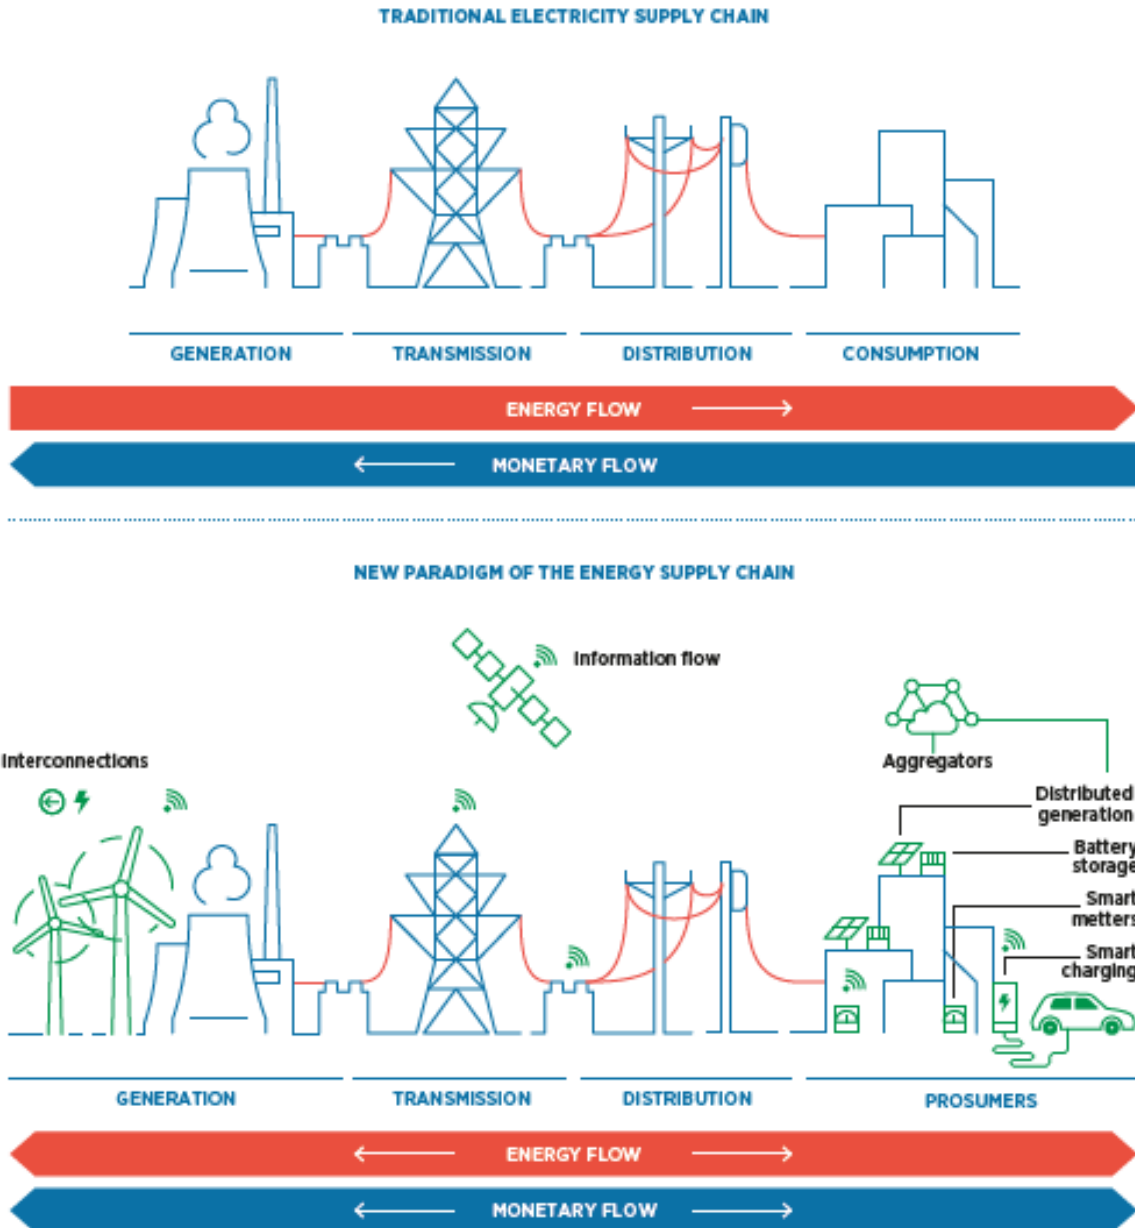 TRADITIONAL ELECTRICITY SUPPLY CHAIN
GENERATION
TRANSMISSION
DISTRIBUTION
CONSUMPTION
ENERGY FLOW
MONETARY FLOW
NEW PARADIGM OF THE ENERGY SUPPLY CHAIN
Information flow
Interconnections
Aggregators
Distributed
generation
Battery
storage
Smart
metters
Smart
charging
GENERATION
TRANSMISSION
DISTRIBUTION
PROSUMERS
ENERGY FLOW
MONETARY FLOW